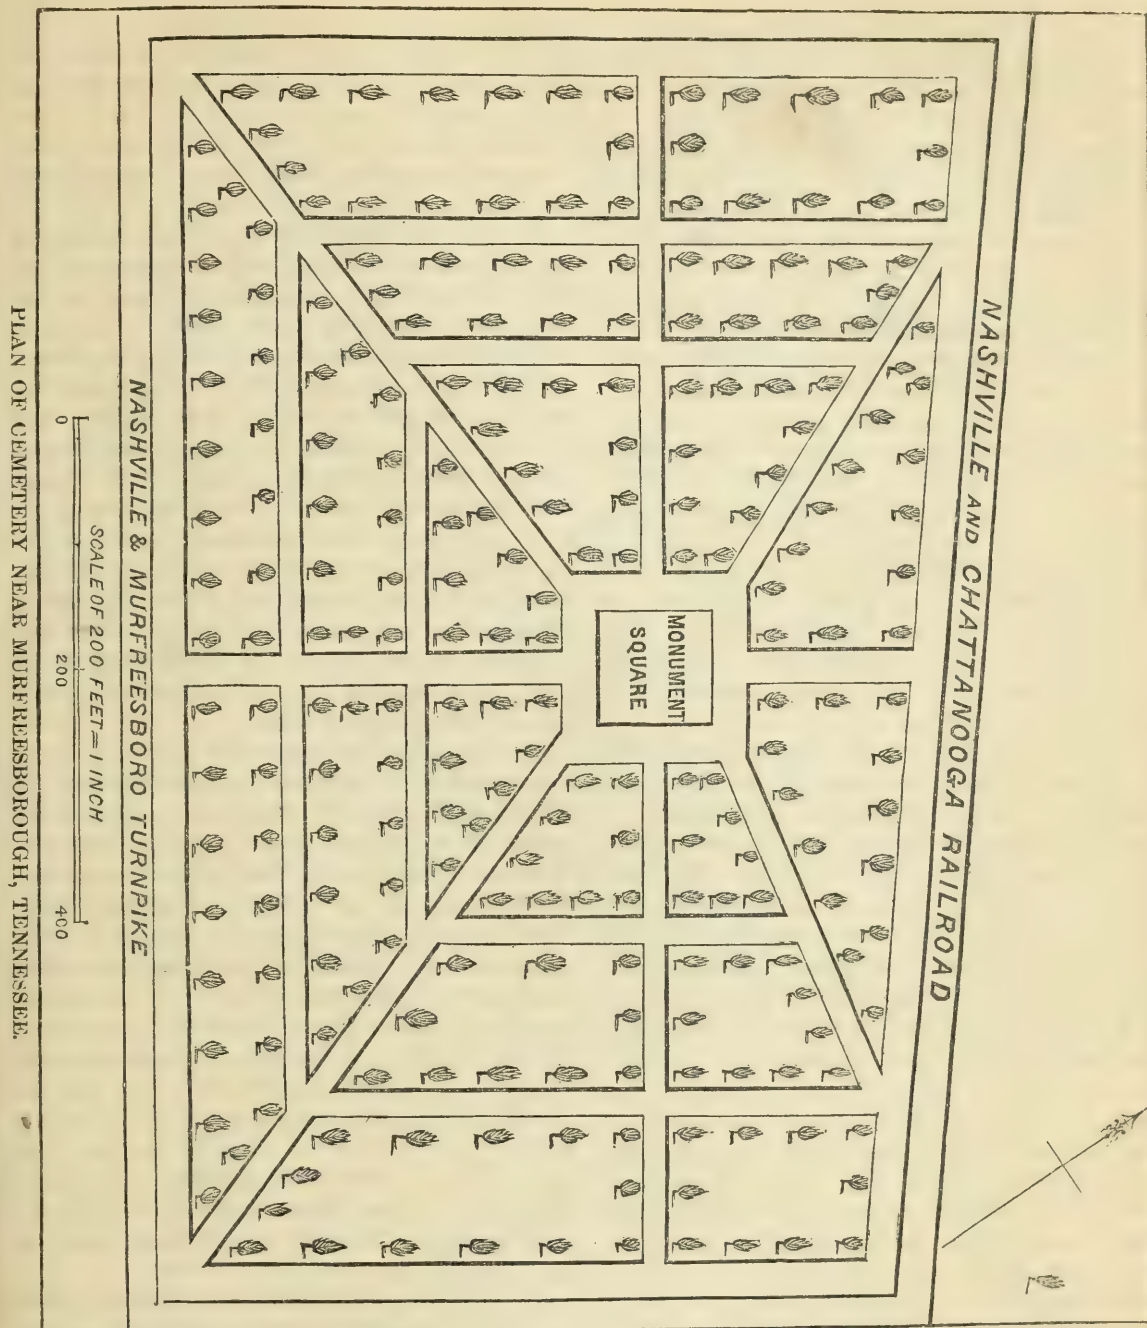 NASHVILLE AND CHATTANOOGA RAILROAD
MONUMENT
SQUARE
NASHVILLE & MURFREESBORO TURNPIKE
SCALE OF 200 FEET = 1 INCH
0 200 400
PLAN OF CEMETERY NEAR MURFREESBOROUGH, TENNESSEE.